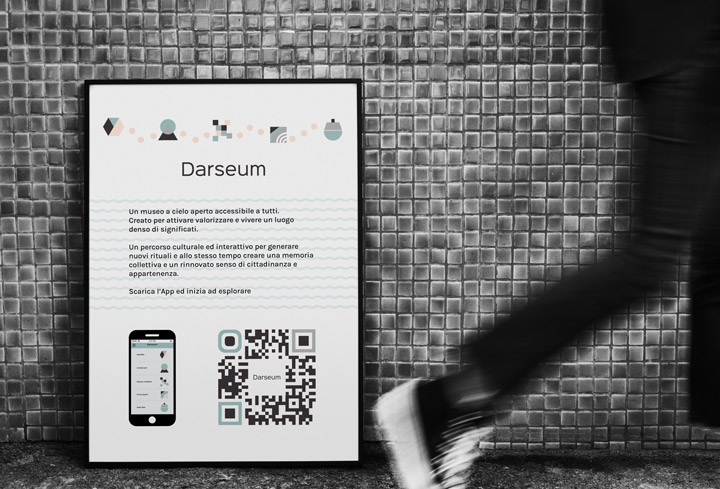 Darseum
Un museo a cielo aperto accessibile a tutti.
Creato per attivare valorizzare e vivere un luogo
denso di significati.
Un percorso culturale ed interattivo per generare
nuovi rituali e allo stesso tempo creare una memoria
collettiva e un rinnovato senso di cittadinanza e
appartenenza.
Scarica l'App ed inizia ad esplorare
Darseum